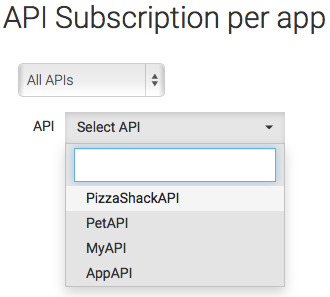 API Subscription per app
All APIs
API Select API
PizzaShackAPI
PetAPI
MyAPI
AppAPI